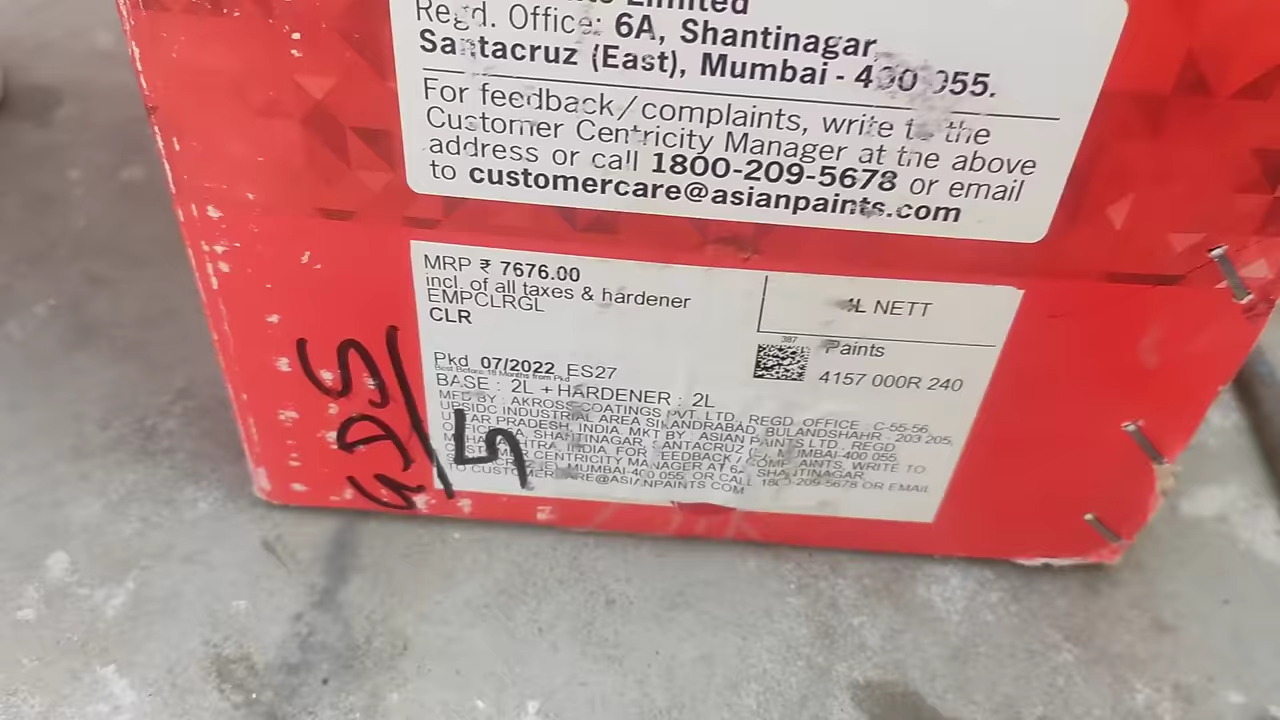 Limited
Regd. Office: 6A, Shantinagar,
Santacruz (East), Mumbai - 400 055.
For feedback/complaints, write to the
Customer Centricity Manager at the above
address or call 1800-209-5678 or email
to customercare@asianpaints.com
MRP ₹ 7676.00
incl. of all taxes & hardener
EMPCLRGL
CLR
4L NETT
387
Paints
4157 000R 240
Pkd 07/2022 ES27
Best Before: 18 Months from Pkd
BASE : 2L + HARDENER : 2L
MFD BY : AKROSS COATINGS PVT. LTD, REGD OFFICE : C-55-56,
UPSIDC INDUSTRIAL AREA SIKANDRABAD, BULANDSHAHR - 203 205,
UTTAR PRADESH, INDIA. MKT BY : ASIAN PAINTS LTD. REGD
OFFICE: 6A, SHANTINAGAR, SANTACRUZ (E), MUMBAI-400 055,
MAHARASHTRA, INDIA. FOR FEEDBACK / COMPLAINTS, WRITE TO
CUSTOMER CENTRICITY MANAGER AT 6A, SHANTINAGAR,
MUMBAI-400 055, OR CALL 1800-209-5678 OR EMAIL
TO CUSTOMERCARE@ASIANPAINTS.COM
GDS/5